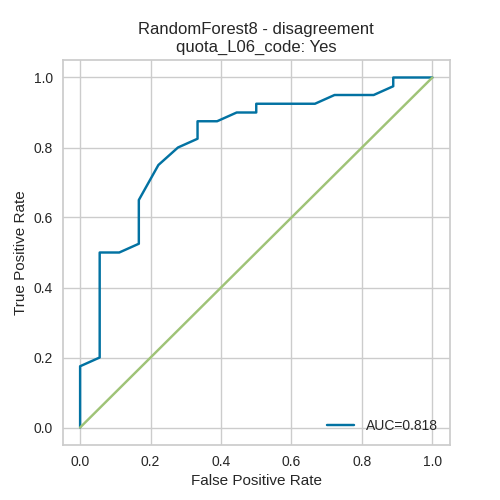 RandomForest8 - disagreement
quota_L06_code: Yes
True Positive Rate
1.0
0.8
0.6
0.4
0.2
0.0
AUC=0.818
0.0 0.2 0.4 0.6 0.8 1.0
False Positive Rate